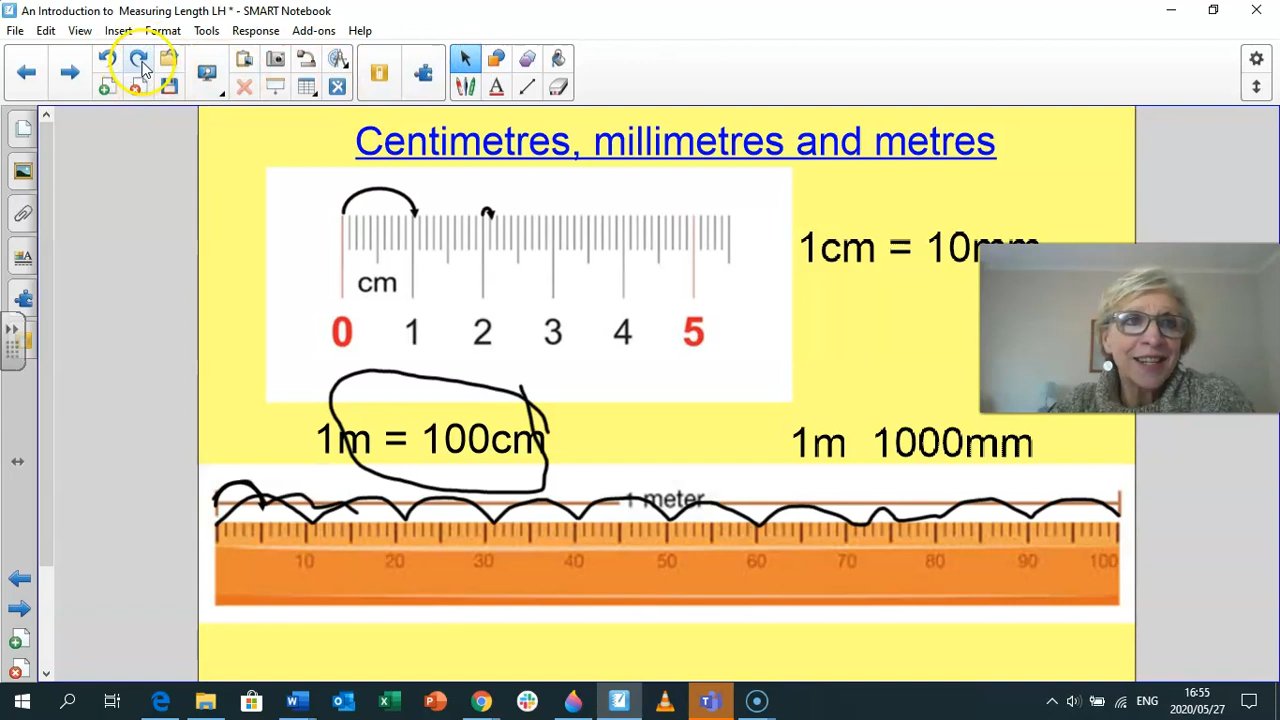 An Introduction to  Measuring Length LH * - SMART Notebook
File Edit View Insert Format Tools Response Add-ons Help
Centimetres, millimetres and metres
1cm = 10mm
cm
0 1 2 3 4 5
1m = 100cm
1m 1000mm
1 meter
10 20 30 40 50 60 70 80 90 100
ENG
16:55
2020/05/27